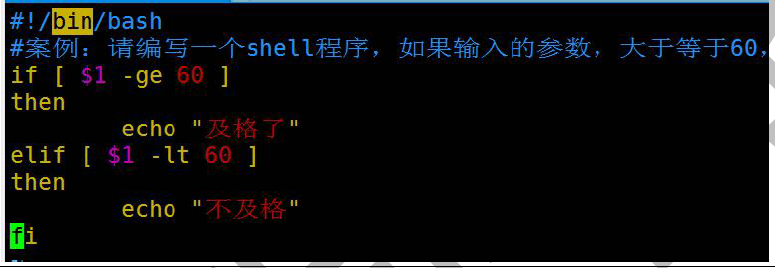 #!/bin/bash
#案例：请编写一个shell程序，如果输入的参数，大于等于60，
if [ $1 -ge 60 ]
then
        echo "及格了"
elif [ $1 -lt 60 ]
then
        echo "不及格"
fi